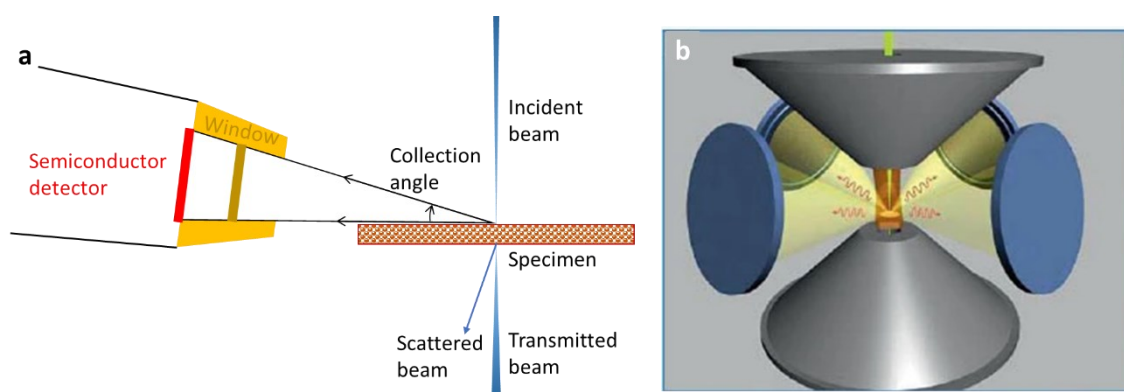 a
Window
Semiconductor
detector
Collection
angle
Incident
beam
Specimen
Scattered
beam
Transmitted
beam
b